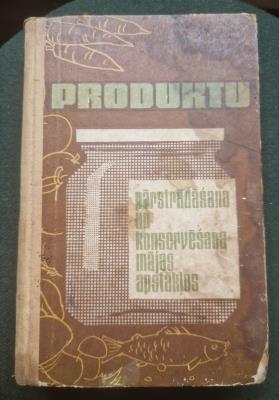 PRODUKTU
pārstrādāšana
un
konservēšana
mājas
apstākļos